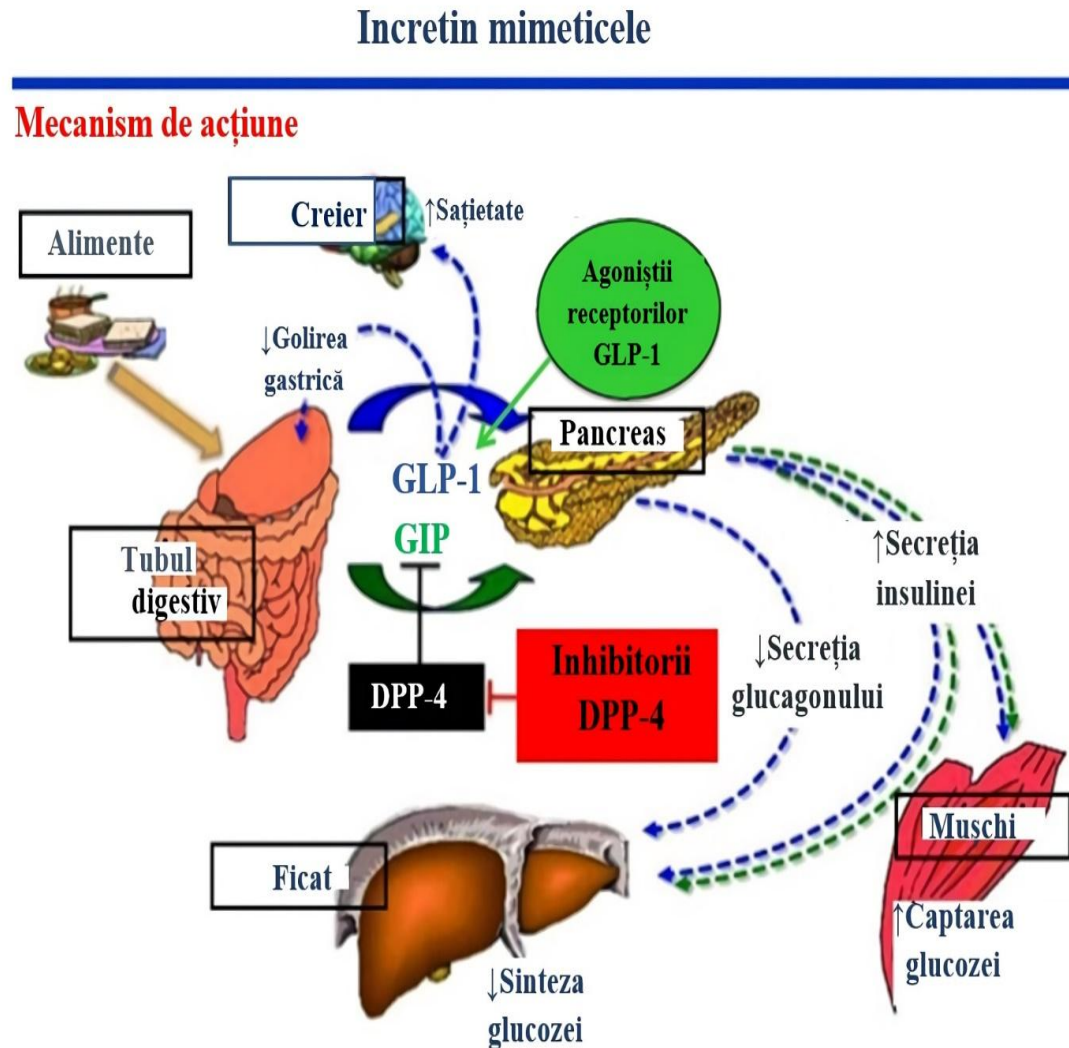 Incretin mimeticele
Mecanism de acțiune
Alimente
Creier
↑Sațietate
Agoniștii
receptorilor
GLP-1
↓Golirea
gastrică
Pancreas
GLP-1
GIP
Tubul
digestiv
↑Secreția
insulinei
DPP-4
Inhibitorii
DPP-4
↓Secreția
glucagonului
Ficat
Mușchi
↑Captarea
glucozei
↓Sinteza
glucozei